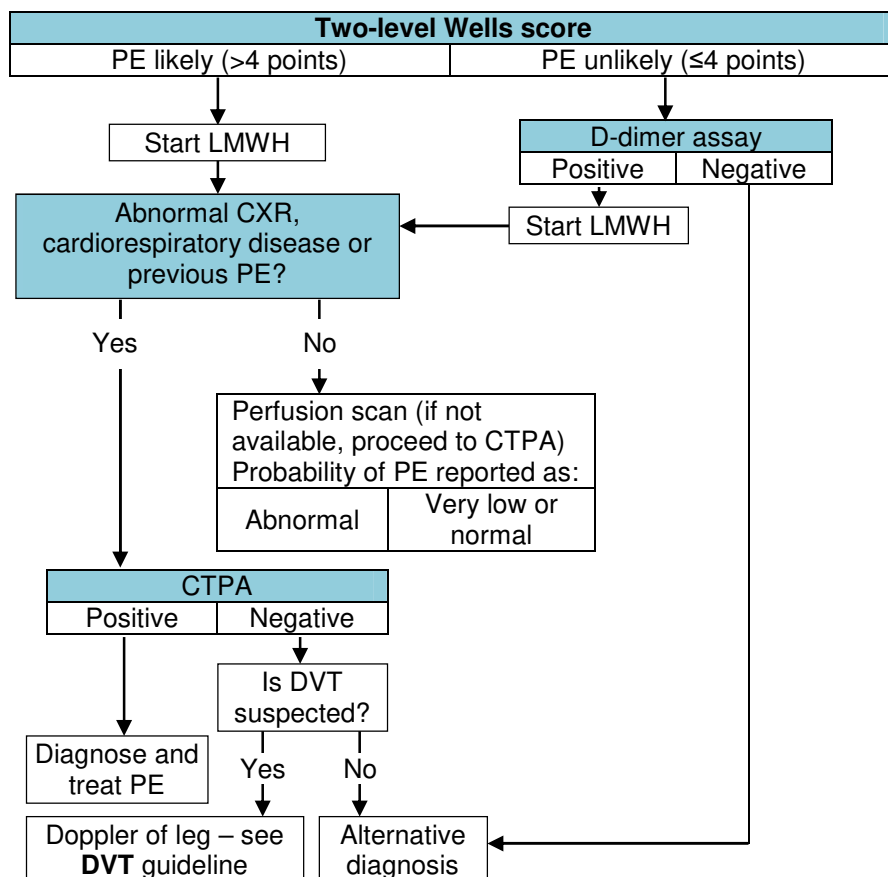 Two-level Wells score
PE likely (>4 points)
PE unlikely (≤4 points)
Start LMWH
D-dimer assay
Positive
Negative
Start LMWH
Abnormal CXR,
cardiorespiratory disease or
previous PE?
Yes
No
Perfusion scan (if not
available, proceed to CTPA)
Probability of PE reported as:
Abnormal
Very low or
normal
CTPA
Positive
Negative
Is DVT
suspected?
Diagnose and
treat PE
Yes
No
Doppler of leg – see
DVT guideline
Alternative
diagnosis